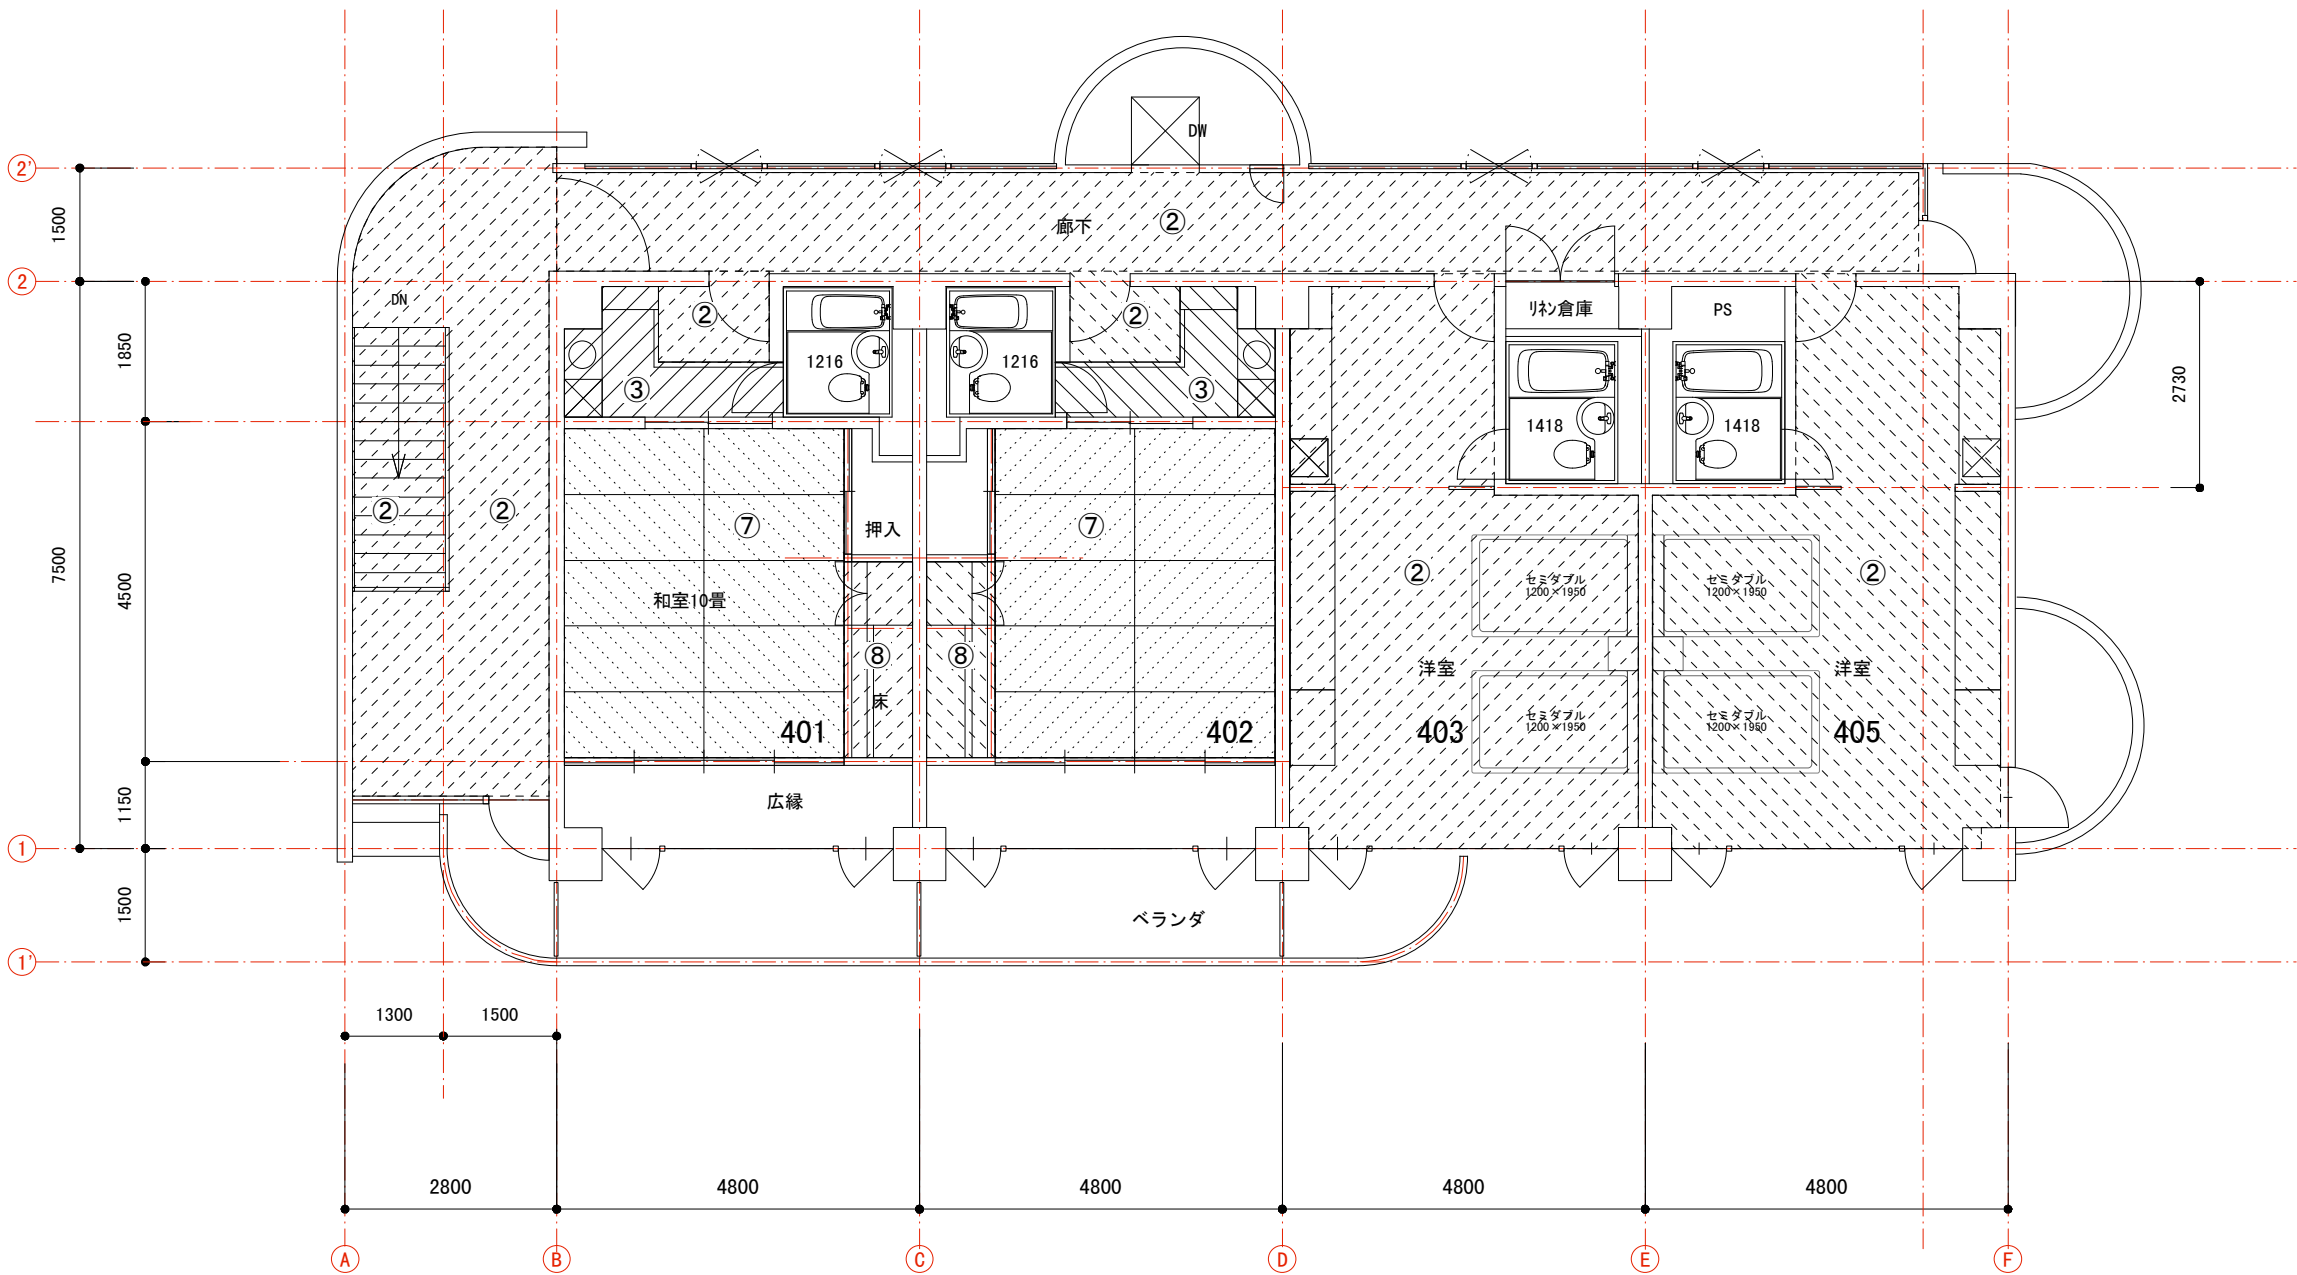 DW
2'
1500
廊下
②
2
DN
②
②
ﾘﾈﾝ倉庫
PS
1850
1216
1216
2730
③
③
1418
1418
②
②
⑦
押入
⑦
7500
4500
和室10畳
②
セミダブル
1200×1950
セミダブル
1200×1950
②
⑧
⑧
洋室
洋室
床
401
402
403
セミダブル
1200×1950
セミダブル
1200×1950
405
1150
広縁
1
1500
ベランダ
1'
1300
1500
2800
4800
4800
4800
4800
A
B
C
D
E
F